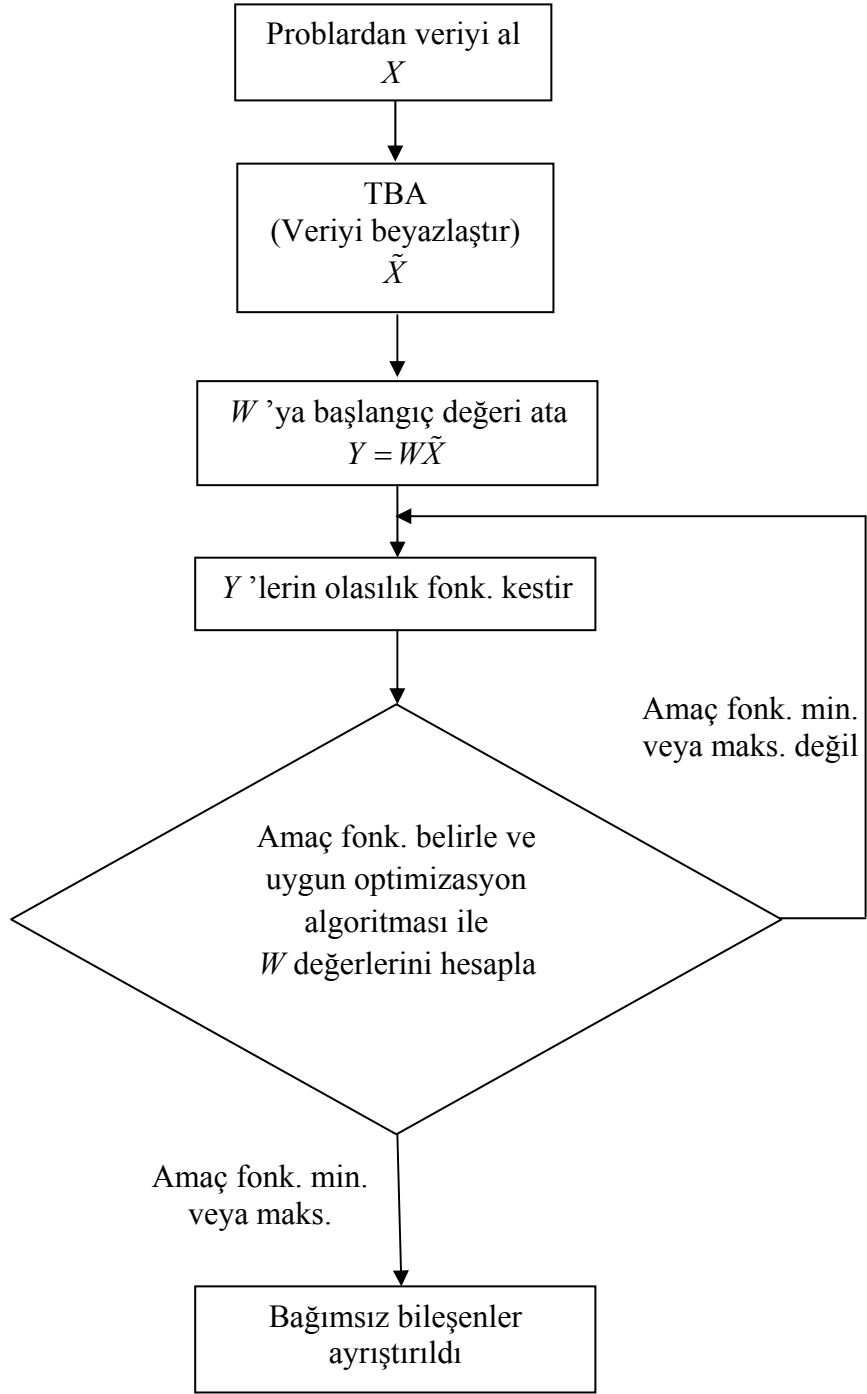 Problardan veriyi al
X
TBA
(Veriyi beyazlaştır)
X̃
W ’ya başlangıç değeri ata
Y = WX̃
Y ’lerin olasılık fonk. kestir
Amaç fonk. min.
veya maks. değil
Amaç fonk. belirle ve
uygun optimizasyon
algoritması ile
W değerlerini hesapla
Amaç fonk. min.
veya maks.
Bağımsız bileşenler
ayrıştırıldı